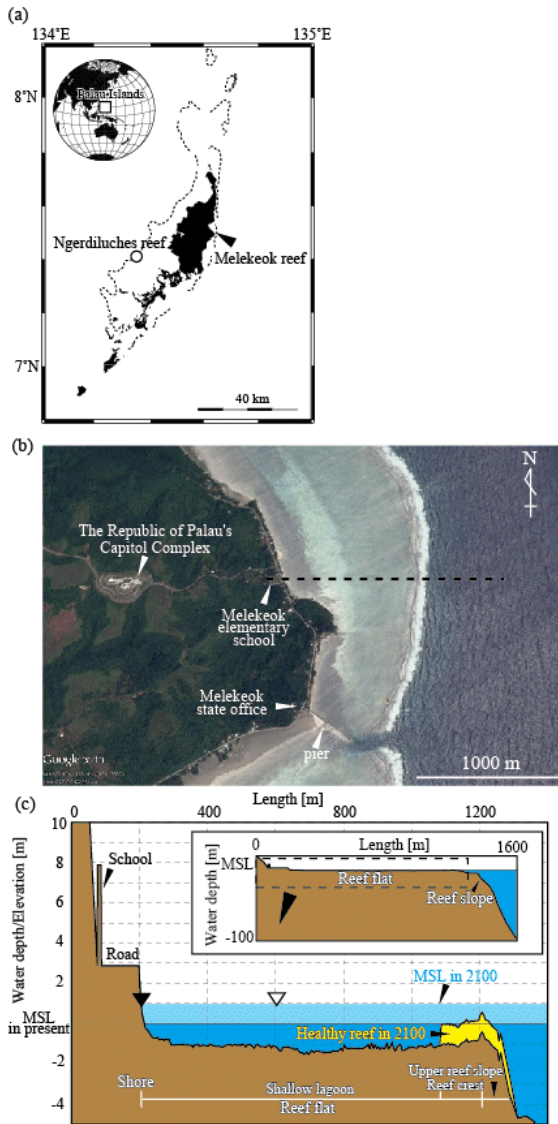 (a)
134°E
135°E
8°N
Palau Islands
Ngerdiluches reef
Melekeok reef
7°N
40 km
(b)
N
The Republic of Palau's
Capitol Complex
Melekeok
elementary
school
Melekeok
state office
pier
Google earth
1000 m
(c)
Length [m]
0 400 800 1200
Water depth/Elevation [m]
10
8
6
4
2
MSL
in present
-2
-4
School
Road
0 Length [m] 1600
MSL
Water depth [m]
-100
Reef flat
Reef slope
MSL in 2100
Healthy reef in 2100
Shore
Shallow lagoon
Reef flat
Upper reef slope
Reef crest